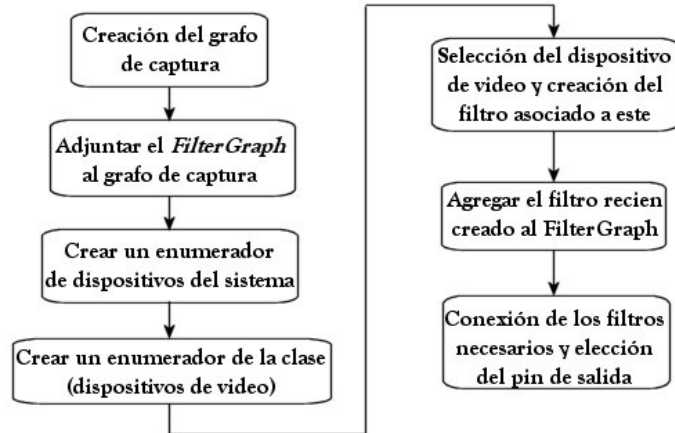 Creación del grafo
de captura
Adjuntar el FilterGraph
al grafo de captura
Crear un enumerador
de dispositivos del sistema
Crear un enumerador de la clase
(dispositivos de video)
Selección del dispositivo
de video y creación del
filtro asociado a este
Agregar el filtro recien
creado al FilterGraph
Conexión de los filtros
necesarios y elección
del pin de salida